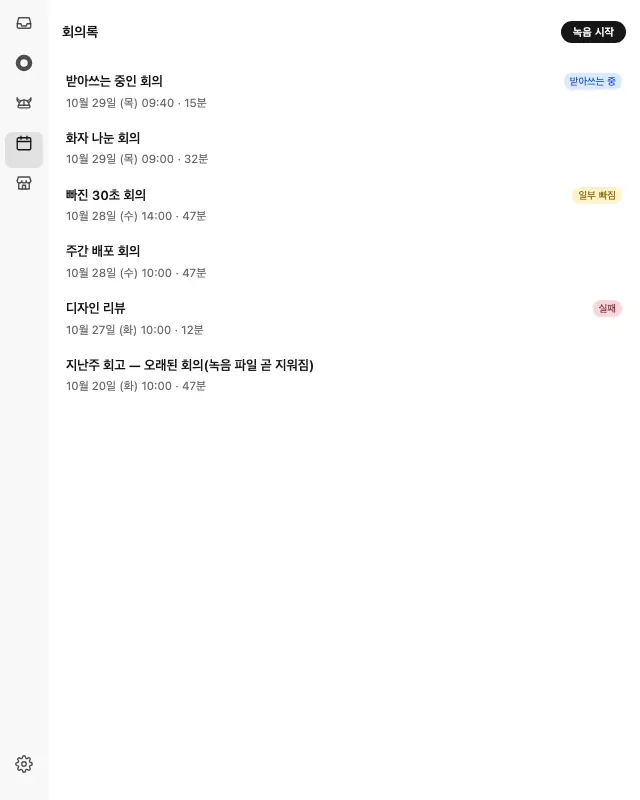 회의록
녹음 시작
받아쓰는 중인 회의
받아쓰는 중
10월 29일 (목) 09:40 · 15분
화자 나눈 회의
10월 29일 (목) 09:00 · 32분
빠진 30초 회의
일부 빠짐
10월 28일 (수) 14:00 · 47분
주간 배포 회의
10월 28일 (수) 10:00 · 47분
디자인 리뷰
실패
10월 27일 (화) 10:00 · 12분
지난주 회고 — 오래된 회의(녹음 파일 곧 지워짐)
10월 20일 (화) 10:00 · 47분